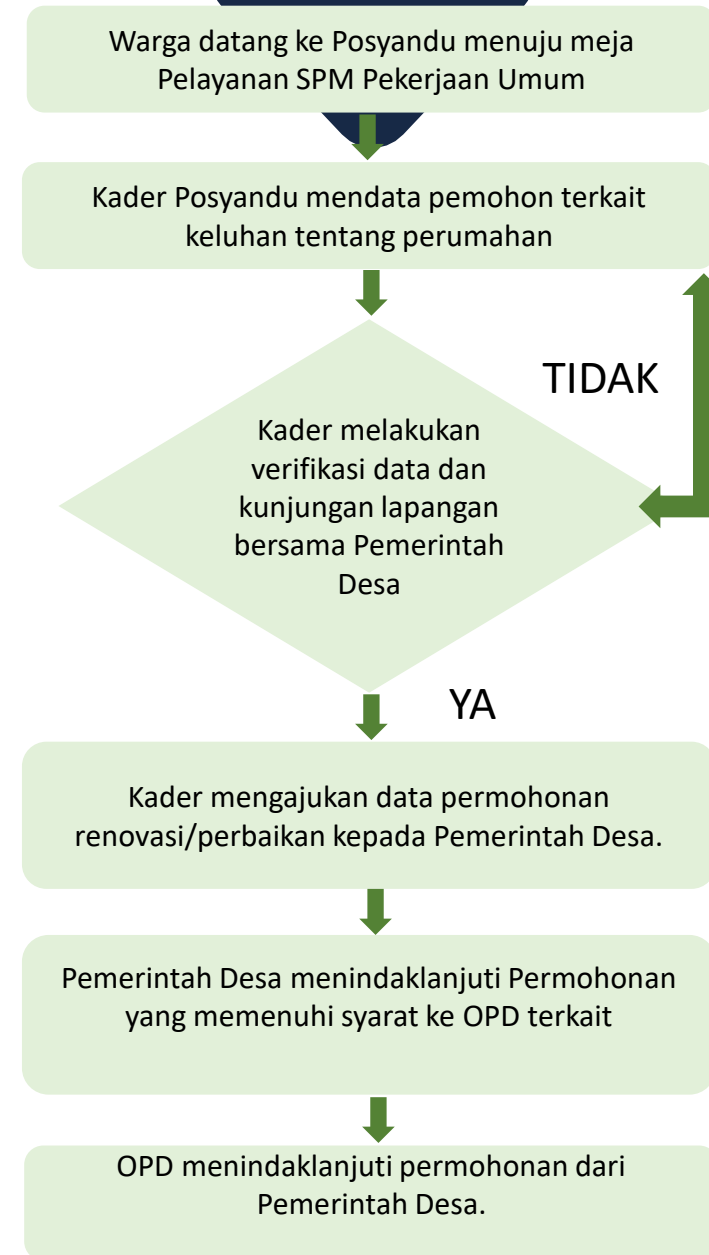 Warga datang ke Posyandu menuju meja
Pelayanan SPM Pekerjaan Umum
Kader Posyandu mendata pemohon terkait
keluhan tentang perumahan
TIDAK
Kader melakukan
verifikasi data dan
kunjungan lapangan
bersama Pemerintah
Desa
YA
Kader mengajukan data permohonan
renovasi/perbaikan kepada Pemerintah Desa.
Pemerintah Desa menindaklanjuti Permohonan
yang memenuhi syarat ke OPD terkait
OPD menindaklanjuti permohonan dari
Pemerintah Desa.